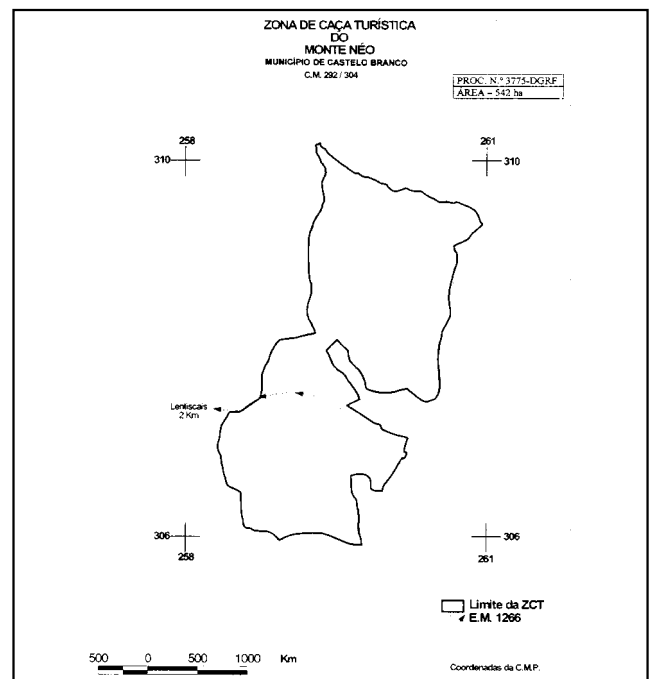 ZONA DE CAÇA TURÍSTICA
DO
MONTE NÉO
MUNICÍPIO DE CASTELO BRANCO
C.M. 292 / 304
PROC. N.º 3775-DGRF
ÁREA – 542 ha
258
261
310
310
Lentiscais
2 Km
306
306
258
261
Limite da ZCT
E.M. 1266
500 0 500 1000 Km
Coordenadas da C.M.P.